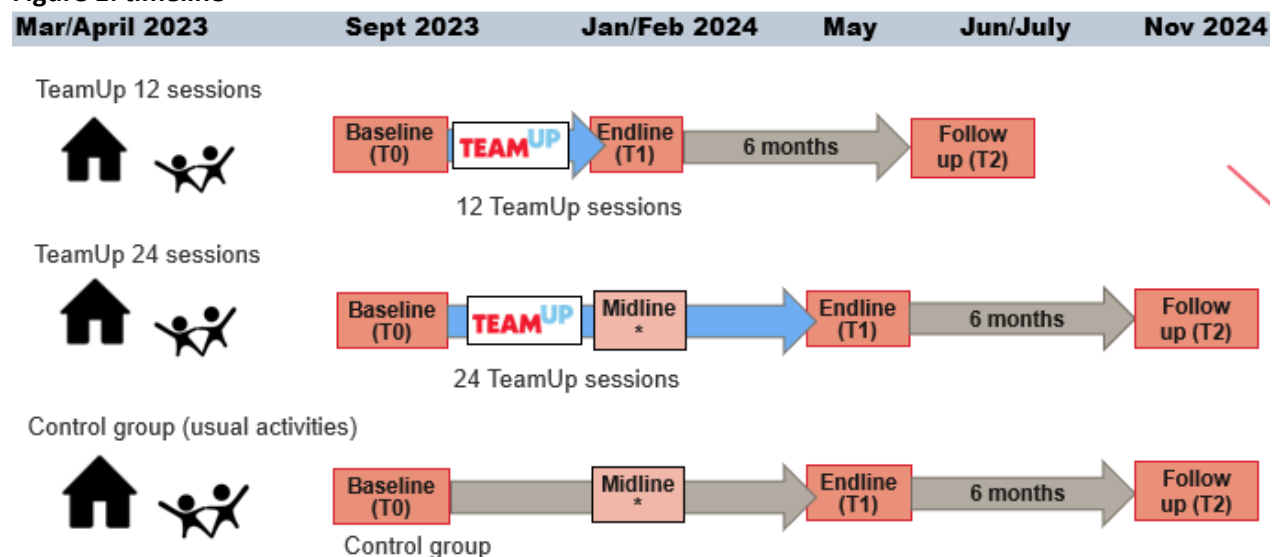 Mar/April 2023 Sept 2023 Jan/Feb 2024 May Jun/July Nov 2024
TeamUp 12 sessions
Baseline
(T0)
TEAMUP
Endline
(T1)
6 months
Follow
up (T2)
12 TeamUp sessions
TeamUp 24 sessions
Baseline
(T0)
TEAMUP
Midline
*
Endline
(T1)
6 months
Follow
up (T2)
24 TeamUp sessions
Control group (usual activities)
Baseline
(T0)
Midline
*
Endline
(T1)
6 months
Follow
up (T2)
Control group